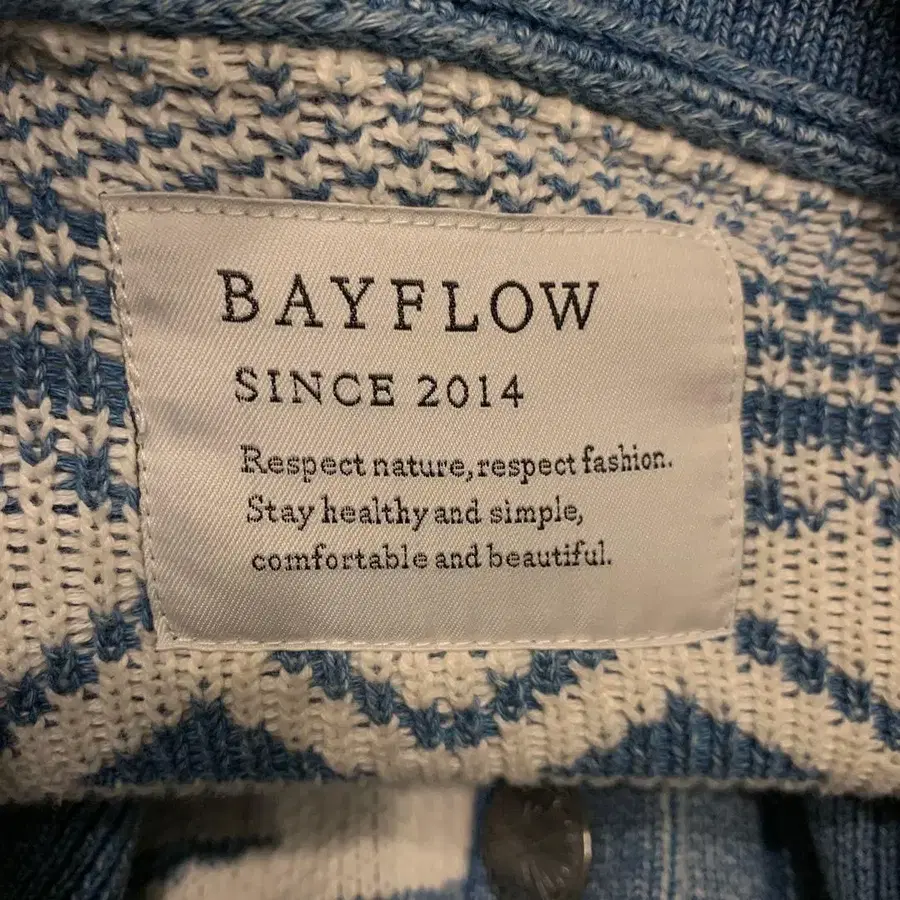 BAYFLOW
SINCE 2014
Respect nature, respect fashion.
Stay healthy and simple,
comfortable and beautiful.